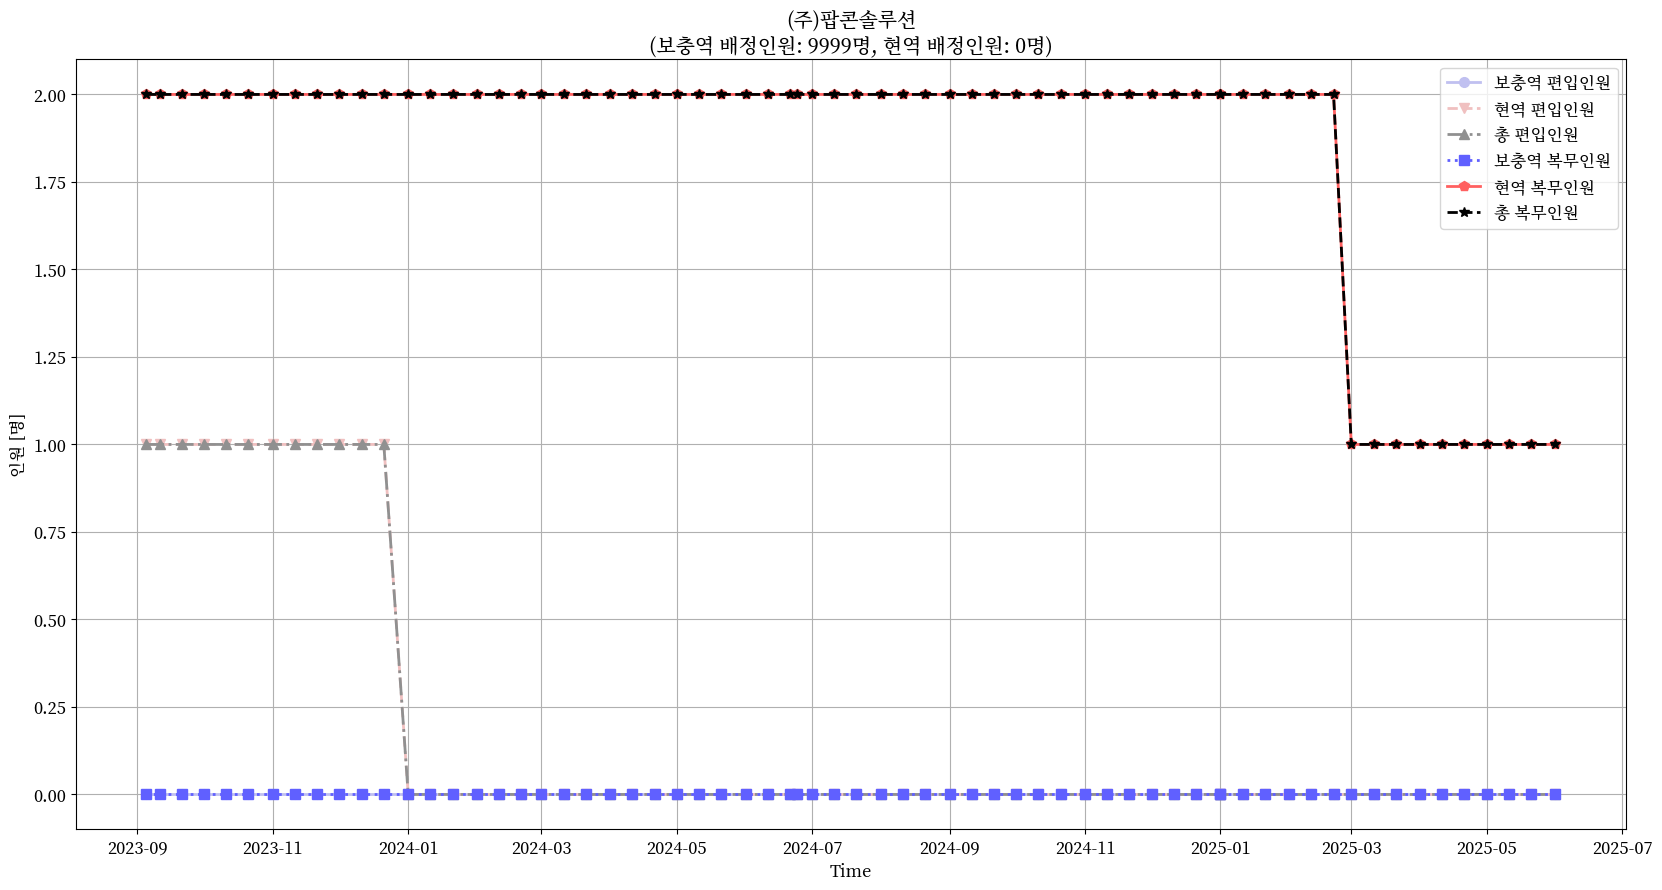 (주)팝콘솔루션
(보충역 배정인원: 9999명, 현역 배정인원: 0명)
보충역 편입인원
현역 편입인원
총 편입인원
보충역 복무인원
현역 복무인원
총 복무인원
인원 [명]
2.00
1.75
1.50
1.25
1.00
0.75
0.50
0.25
0.00
2023-09 2023-11 2024-01 2024-03 2024-05 2024-07 2024-09 2024-11 2025-01 2025-03 2025-05 2025-07
Time